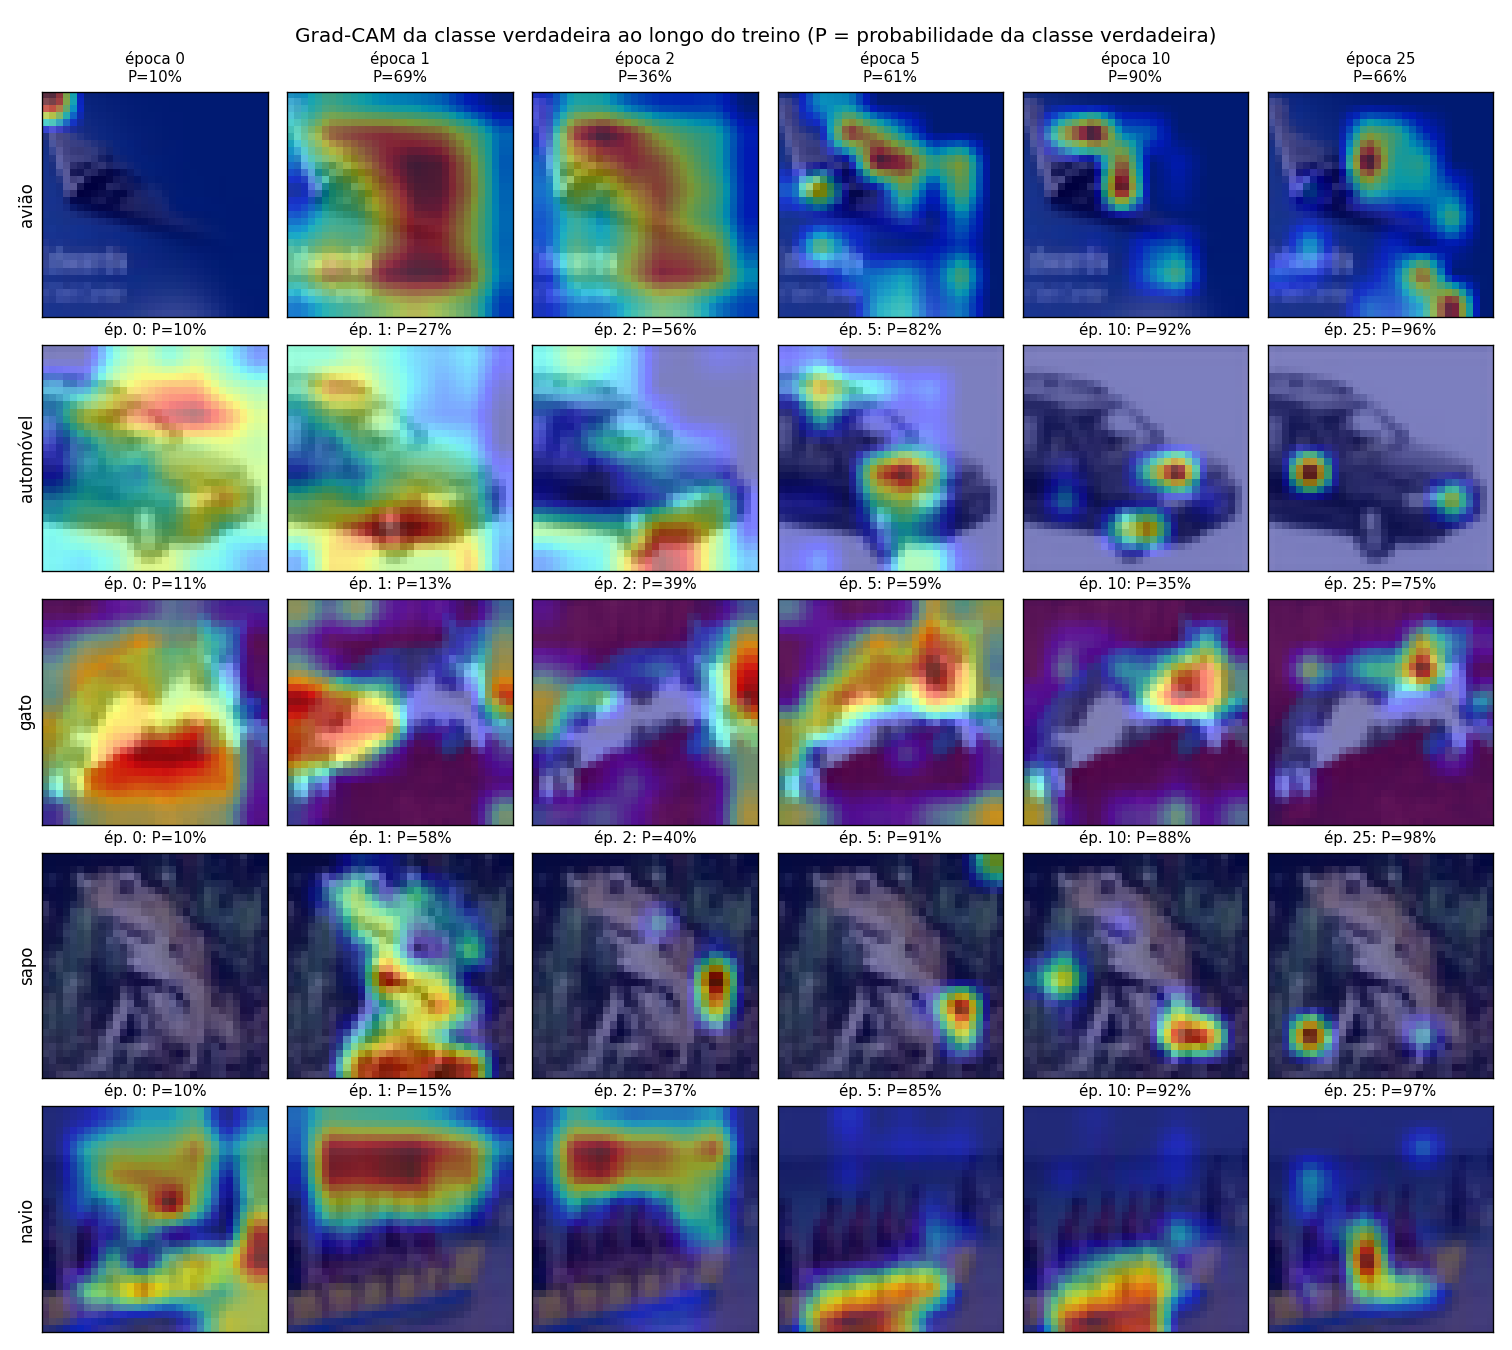 Grad-CAM da classe verdadeira ao longo do treino (P = probabilidade da classe verdadeira)
época 0
P=10%
época 1
P=69%
época 2
P=36%
época 5
P=61%
época 10
P=90%
época 25
P=66%
avião
ép. 0: P=10%
ép. 1: P=27%
ép. 2: P=56%
ép. 5: P=82%
ép. 10: P=92%
ép. 25: P=96%
automóvel
ép. 0: P=11%
ép. 1: P=13%
ép. 2: P=39%
ép. 5: P=59%
ép. 10: P=35%
ép. 25: P=75%
gato
ép. 0: P=10%
ép. 1: P=58%
ép. 2: P=40%
ép. 5: P=91%
ép. 10: P=88%
ép. 25: P=98%
sapo
ép. 0: P=10%
ép. 1: P=15%
ép. 2: P=37%
ép. 5: P=85%
ép. 10: P=92%
ép. 25: P=97%
navio